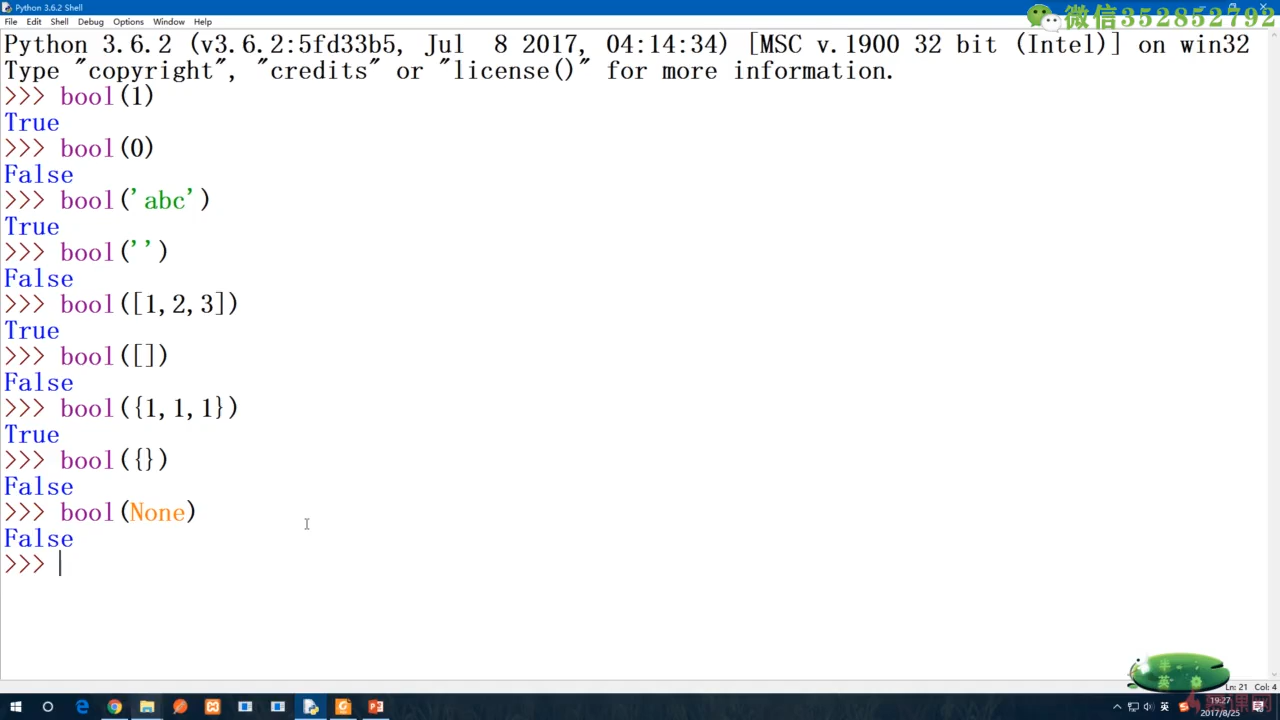 Python 3.6.2 Shell
微信352852792
File Edit Shell Debug Options Window Help
Python 3.6.2 (v3.6.2:5fd33b5, Jul  8 2017, 04:14:34) [MSC v.1900 32 bit (Intel)] on win32
Type "copyright", "credits" or "license()" for more information.
>>> bool(1)
True
>>> bool(0)
False
>>> bool('abc')
True
>>> bool('')
False
>>> bool([1,2,3])
True
>>> bool([])
False
>>> bool({1,1,1})
True
>>> bool({})
False
>>> bool(None)
False
>>>
英
Ln: 21 Col: 4
英
19:27
2017/8/25